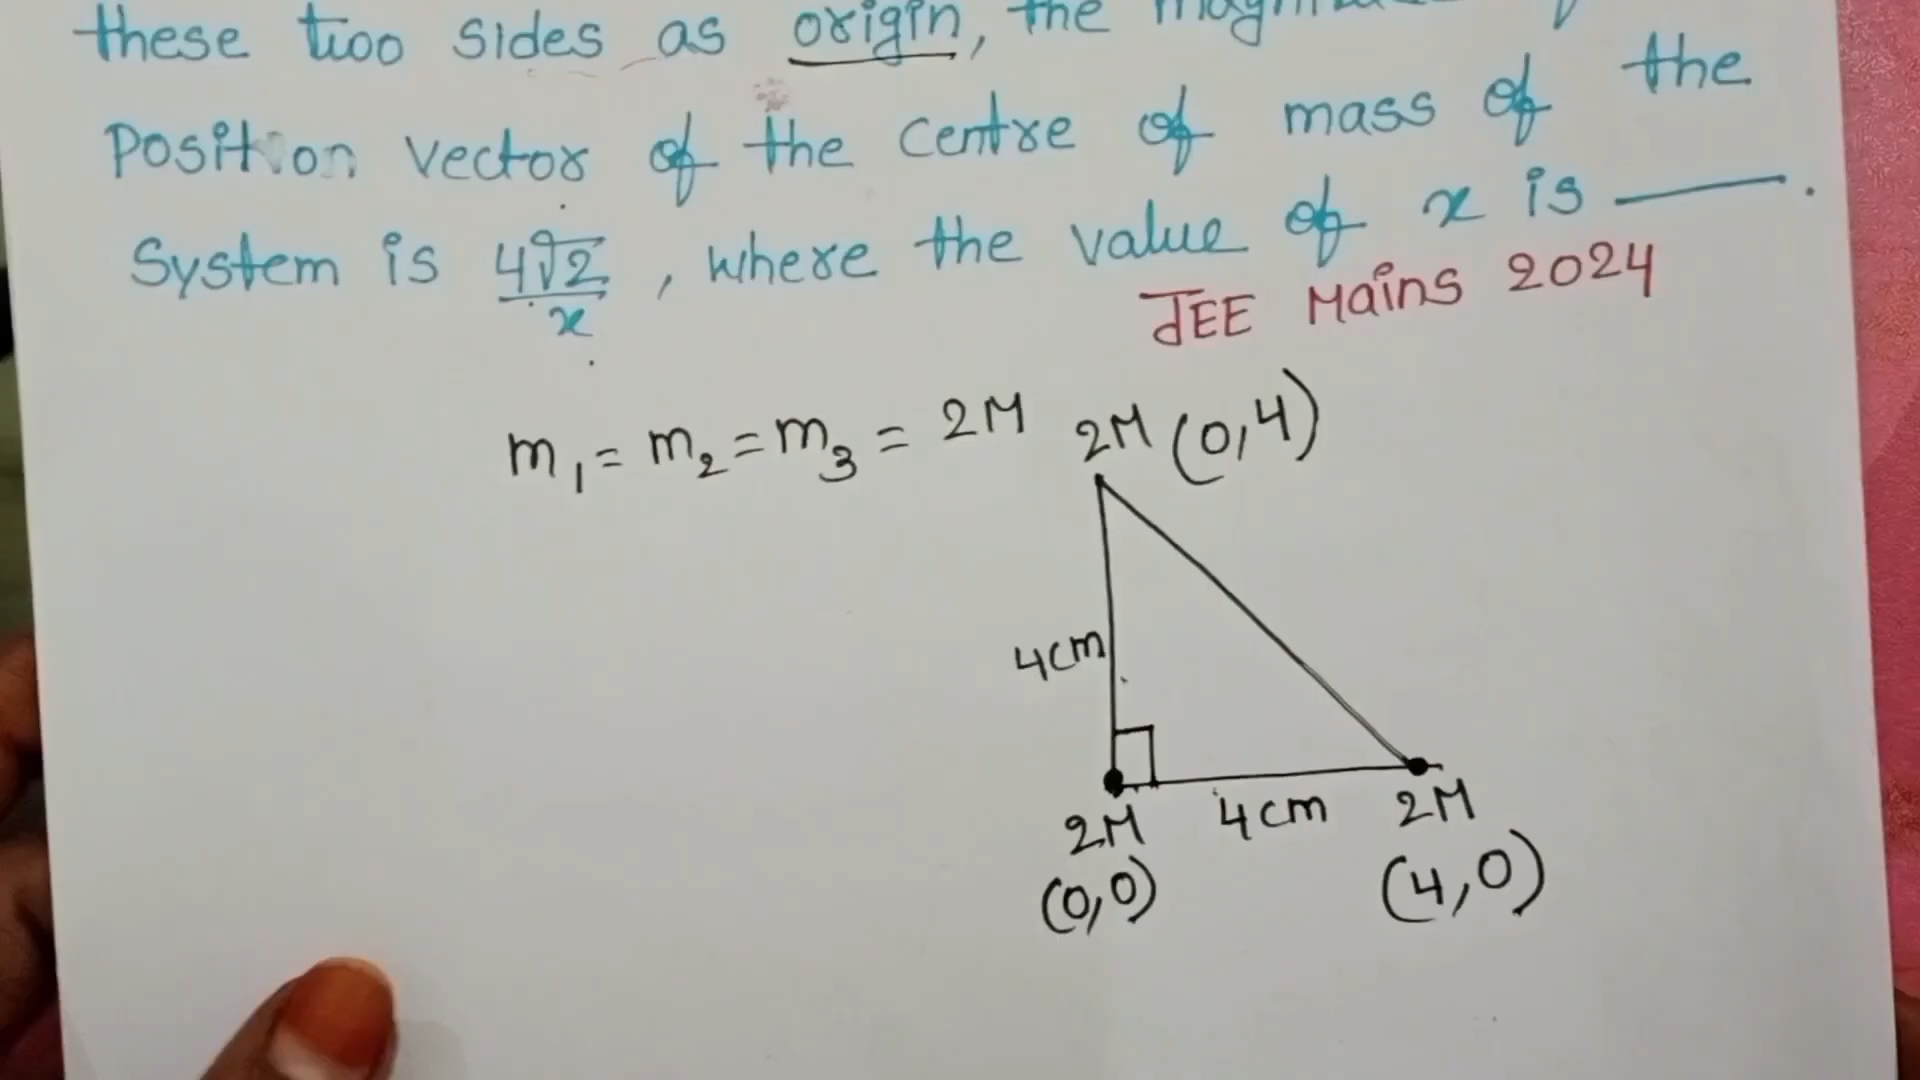 these two sides as origin, the
Position vector of the centre of mass of the
System is 4√2/x, where the value of x is ____.
JEE Mains 2024
m₁ = m₂ = m₃ = 2M
2M (0,4)
4cm
2M 4cm 2M
(0,0) (4,0)